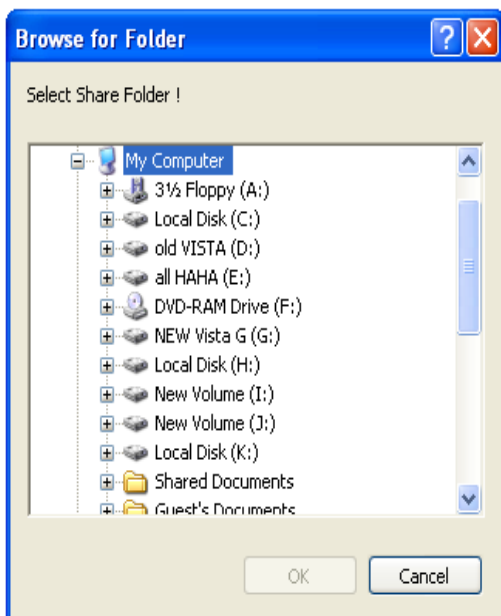 Browse for Folder
Select Share Folder !
My Computer
3½ Floppy (A:)
Local Disk (C:)
old VISTA (D:)
all HAHA (E:)
DVD-RAM Drive (F:)
NEW Vista G (G:)
Local Disk (H:)
New Volume (I:)
New Volume (J:)
Local Disk (K:)
Shared Documents
Guest's Documents
OK Cancel